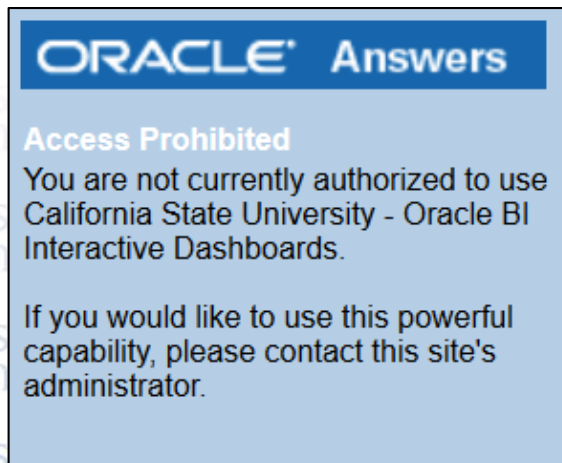 ORACLE Answers
Access Prohibited
You are not currently authorized to use
California State University - Oracle BI
Interactive Dashboards.
If you would like to use this powerful
capability, please contact this site's
administrator.